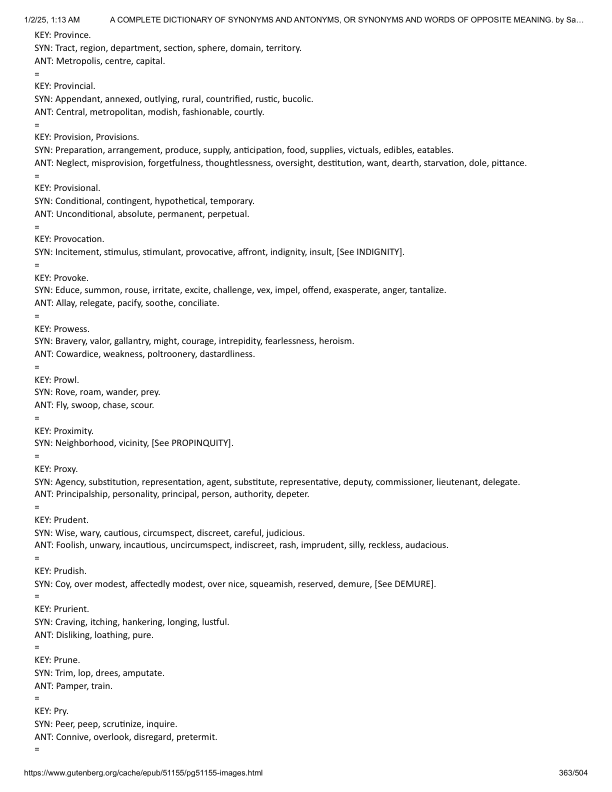 1/2/25, 1:13 AM A COMPLETE DICTIONARY OF SYNONYMS AND ANTONYMS, OR SYNONYMS AND WORDS OF OPPOSITE MEANING. by Sa…
KEY: Province.
SYN: Tract, region, department, section, sphere, domain, territory.
ANT: Metropolis, centre, capital.
=
KEY: Provincial.
SYN: Appendant, annexed, outlying, rural, countrified, rustic, bucolic.
ANT: Central, metropolitan, modish, fashionable, courtly.
=
KEY: Provision, Provisions.
SYN: Preparation, arrangement, produce, supply, anticipation, food, supplies, victuals, edibles, eatables.
ANT: Neglect, misprovision, forgetfulness, thoughtlessness, oversight, destitution, want, dearth, starvation, dole, pittance.
=
KEY: Provisional.
SYN: Conditional, contingent, hypothetical, temporary.
ANT: Unconditional, absolute, permanent, perpetual.
=
KEY: Provocation.
SYN: Incitement, stimulus, stimulant, provocative, affront, indignity, insult, [See INDIGNITY].
=
KEY: Provoke.
SYN: Educe, summon, rouse, irritate, excite, challenge, vex, impel, offend, exasperate, anger, tantalize.
ANT: Allay, relegate, pacify, soothe, conciliate.
=
KEY: Prowess.
SYN: Bravery, valor, gallantry, might, courage, intrepidity, fearlessness, heroism.
ANT: Cowardice, weakness, poltroonery, dastardliness.
=
KEY: Prowl.
SYN: Rove, roam, wander, prey.
ANT: Fly, swoop, chase, scour.
=
KEY: Proximity.
SYN: Neighborhood, vicinity, [See PROPINQUITY].
=
KEY: Proxy.
SYN: Agency, substitution, representation, agent, substitute, representative, deputy, commissioner, lieutenant, delegate.
ANT: Principalship, personality, principal, person, authority, depeter.
=
KEY: Prudent.
SYN: Wise, wary, cautious, circumspect, discreet, careful, judicious.
ANT: Foolish, unwary, incautious, uncircumspect, indiscreet, rash, imprudent, silly, reckless, audacious.
=
KEY: Prudish.
SYN: Coy, over modest, affectedly modest, over nice, squeamish, reserved, demure, [See DEMURE].
=
KEY: Prurient.
SYN: Craving, itching, hankering, longing, lustful.
ANT: Disliking, loathing, pure.
=
KEY: Prune.
SYN: Trim, lop, drees, amputate.
ANT: Pamper, train.
=
KEY: Pry.
SYN: Peer, peep, scrutinize, inquire.
ANT: Connive, overlook, disregard, pretermit.
=
https://www.gutenberg.org/cache/epub/51155/pg51155-images.html 363/504